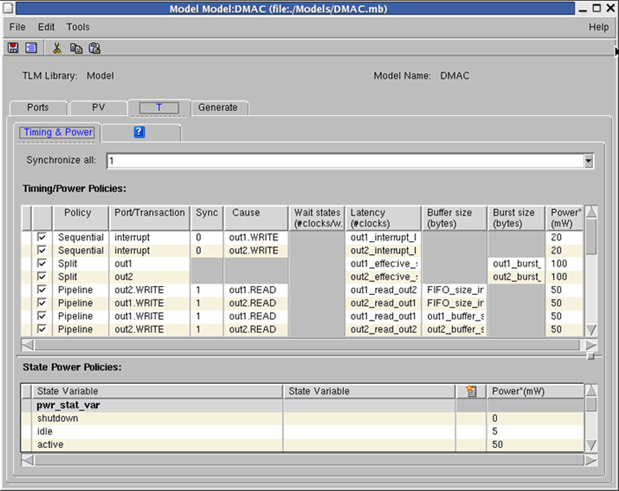 Model Model:DMAC (file:./Models/DMAC.mb)
File Edit Tools Help
TLM Library: Model Model Name: DMAC
Ports PV T Generate
Timing & Power ?
Synchronize all: 1
Timing/Power Policies:
Policy Port/Transaction Sync Cause Wait states Latency Buffer size Burst size Power*
(#clocks/w. (#clocks) (bytes) (bytes) (mW)
Sequential interrupt 0 out1.WRITE out1_interrupt_l 20
Sequential interrupt 0 out2.WRITE out2_interrupt_l 20
Split out1 out1_effective_s out1_burst_ 100
Split out2 out2_effective_s out2_burst_ 100
Pipeline out2.WRITE 1 out1.READ out1_read_out2 FIFO_size_ir 50
Pipeline out1.WRITE 1 out1.READ out1_read_out1 FIFO_size_ir 50
Pipeline out1.WRITE 1 out2.READ out2_read_out1 out1_buffer_s 50
Pipeline out2.WRITE 1 out2.READ out2_read_out2 out2_buffer_s 50
State Power Policies:
State Variable State Variable Power*(mW)
pwr_stat_var
shutdown 0
idle 5
active 50